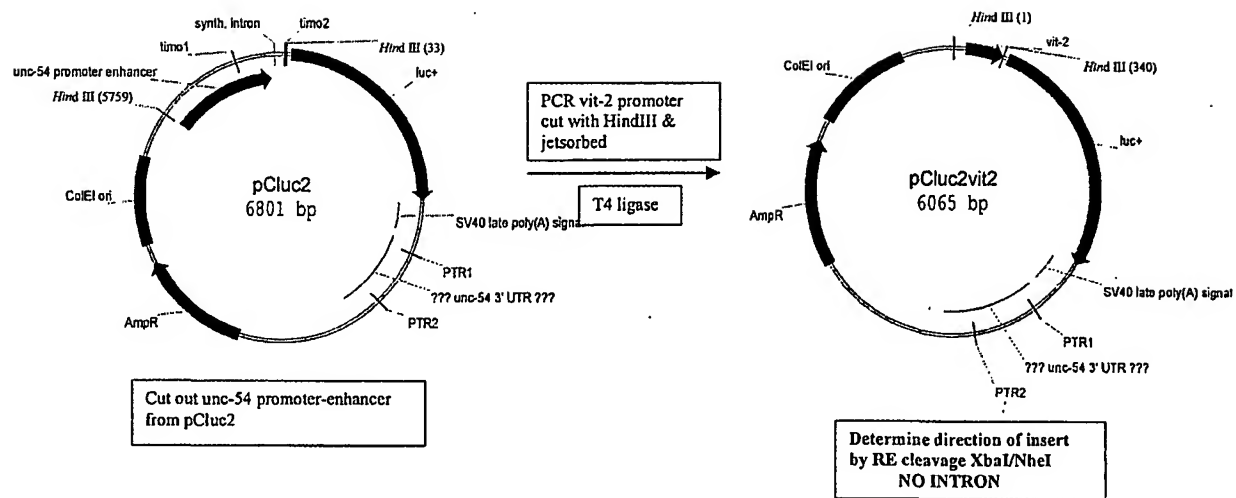 synth. Intron
timo2
timo1
Hind III (33)
unc-54 promoter enhancer
luc+
Hind III (5759)
pCluc2
6801 bp
ColEI ori
SV40 late poly(A) signal
PTR1
??? unc-54 3' UTR ???
PTR2
AmpR
Cut out unc-54 promoter-enhancer
from pCluc2
PCR vit-2 promoter
cut with HindIII &
jetsorbed
T4 ligase
Hind III (1)
vit-2
Hind III (340)
ColEI ori
luc+
pCluc2vit2
6065 bp
AmpR
SV40 late poly(A) signal
PTR1
??? unc-54 3' UTR ???
PTR2
Determine direction of insert
by RE cleavage XbaI/NheI
NO INTRON